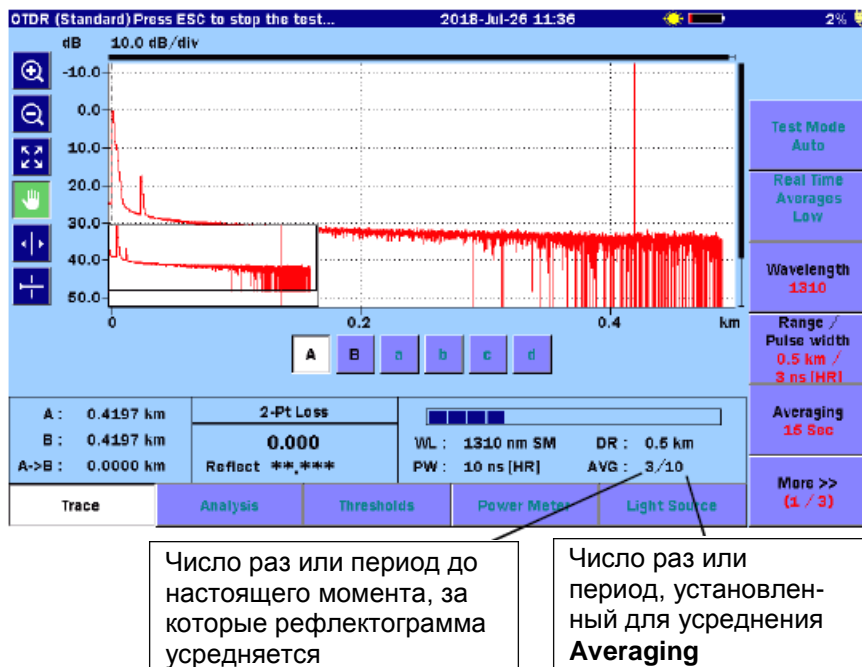 OTDR (Standard) Press ESC to stop the test... 2018-Jul-26 11:36 2%
dB 10.0 dB/div
-10.0
0.0
10.0
20.0
30.0
40.0
50.0
0 0.2 0.4 km
A B a b c d
Test Mode
Auto
Real Time
Averages
Low
Wavelength
1310
Range /
Pulse width
0.5 km /
3 ns [HR]
Averaging
15 Sec
More >>
(1 / 3)
A : 0.4197 km
B : 0.4197 km
A->B : 0.0000 km
2-Pt Loss
0.000
Reflect **.***
WL : 1310 nm SM DR : 0.5 km
PW : 10 ns [HR] AVG : 3/10
Trace Analysis Thresholds Power Meter Light Source
Число раз или период до
настоящего момента, за
которые рефлектограмма
усредняется
Число раз или
период, установлен-
ный для усреднения
Averaging